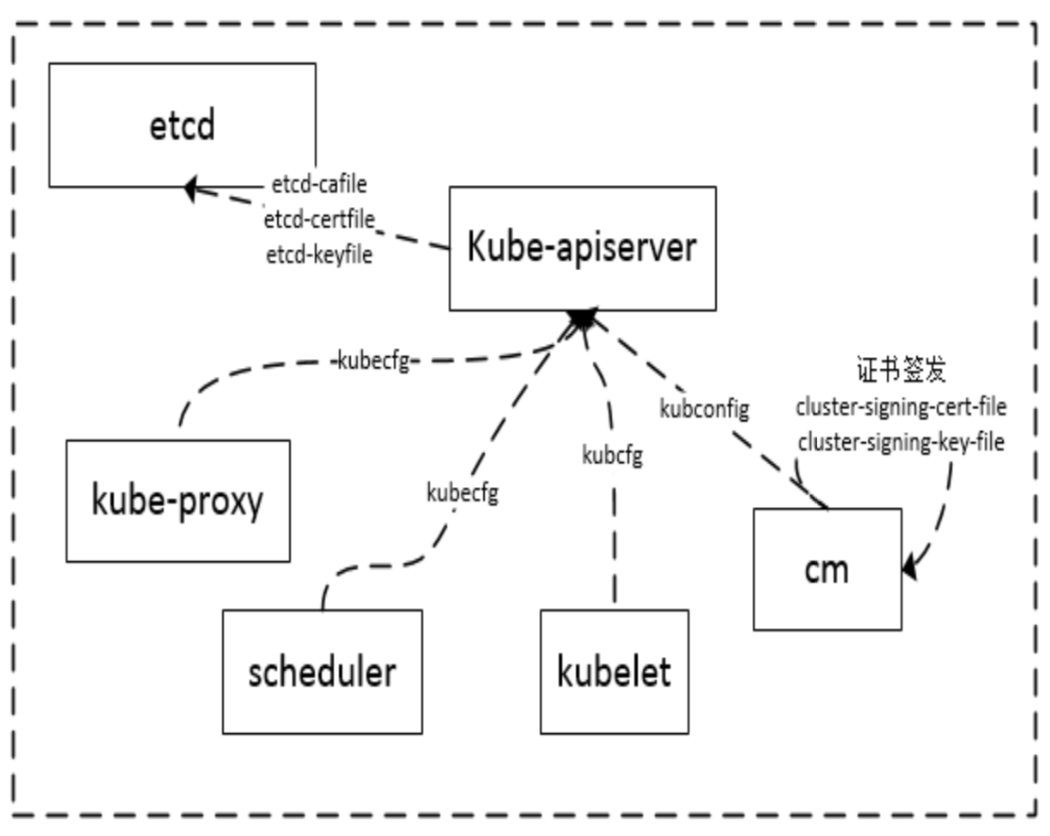 etcd
etcd-cafile
etcd-certfile
etcd-keyfile
Kube-apiserver
kubecfg
证书签发
cluster-signing-cert-file
cluster-signing-key-file
kubconfig
kubcfg
kubecfg
kube-proxy
cm
scheduler
kubelet